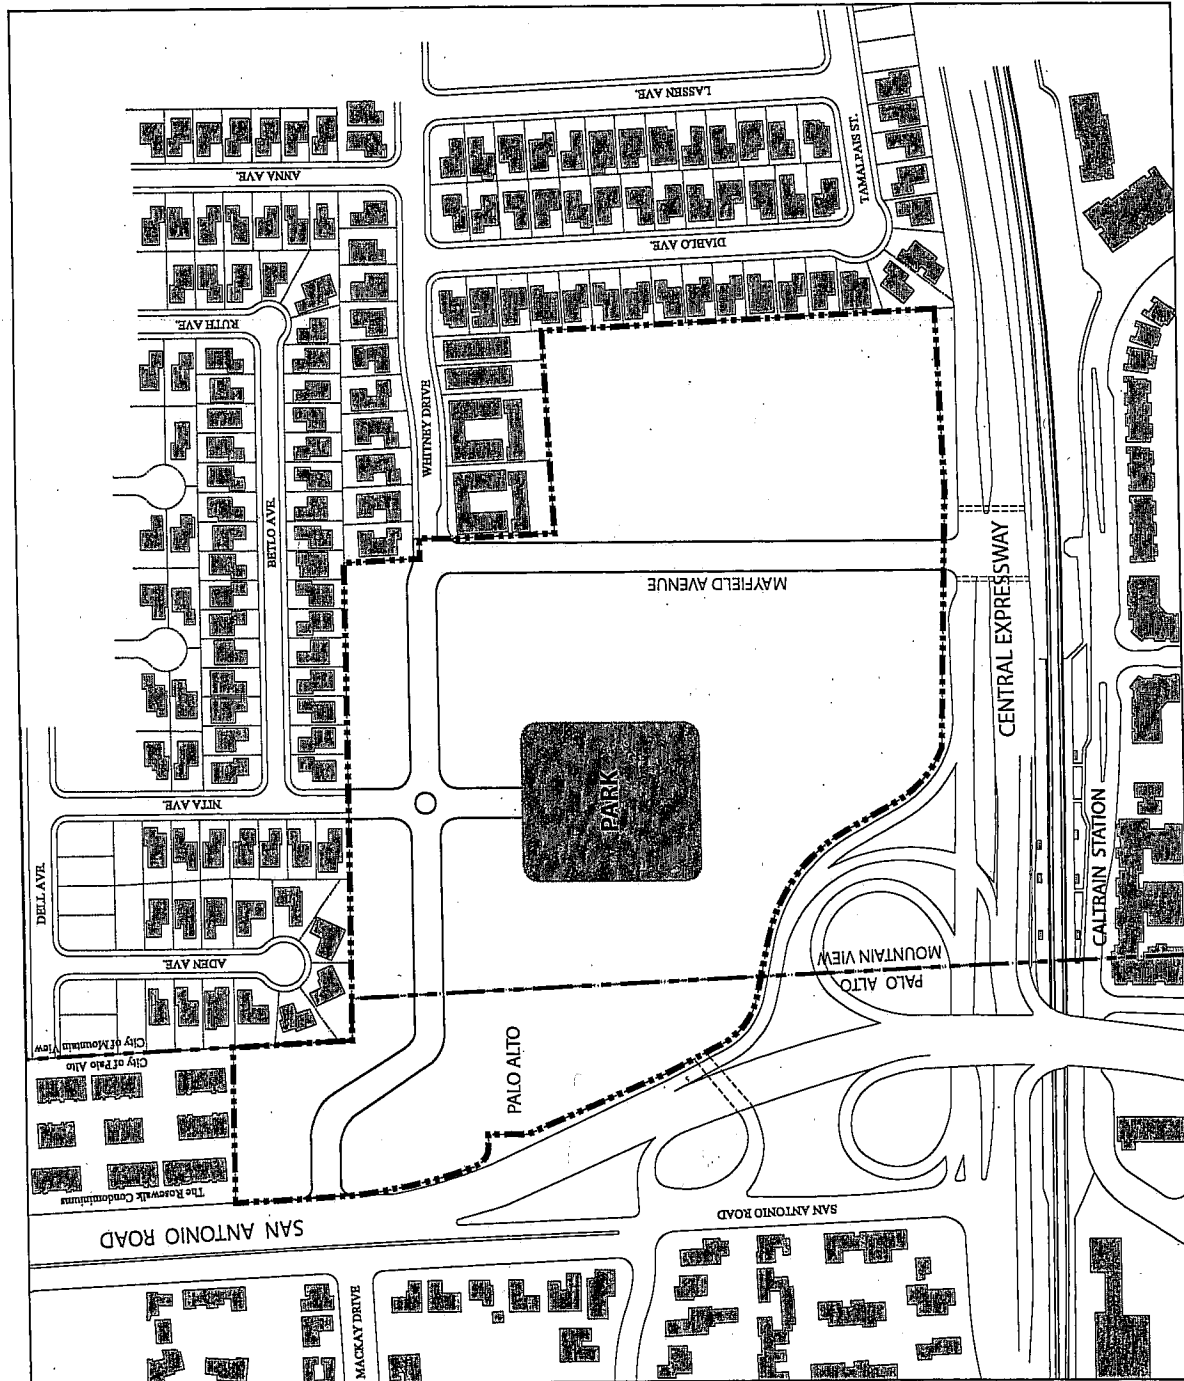 LASSEN AVE.
TAMALPAIS ST.
ANNA AVE.
DIABLO AVE.
RUTH AVE.
WHITNEY DRIVE
BETLO AVE.
MAYFIELD AVENUE
CENTRAL EXPRESSWAY
PARK
NITA AVE.
DELL AVE.
CALTRAIN STATION
ADEN AVE.
MOUNTAIN VIEW
PALO ALTO
City of Mountain View
City of Palo Alto
PALO ALTO
The Rosewalk Condominiums
SAN ANTONIO ROAD
SAN ANTONIO ROAD
MACKAY DRIVE